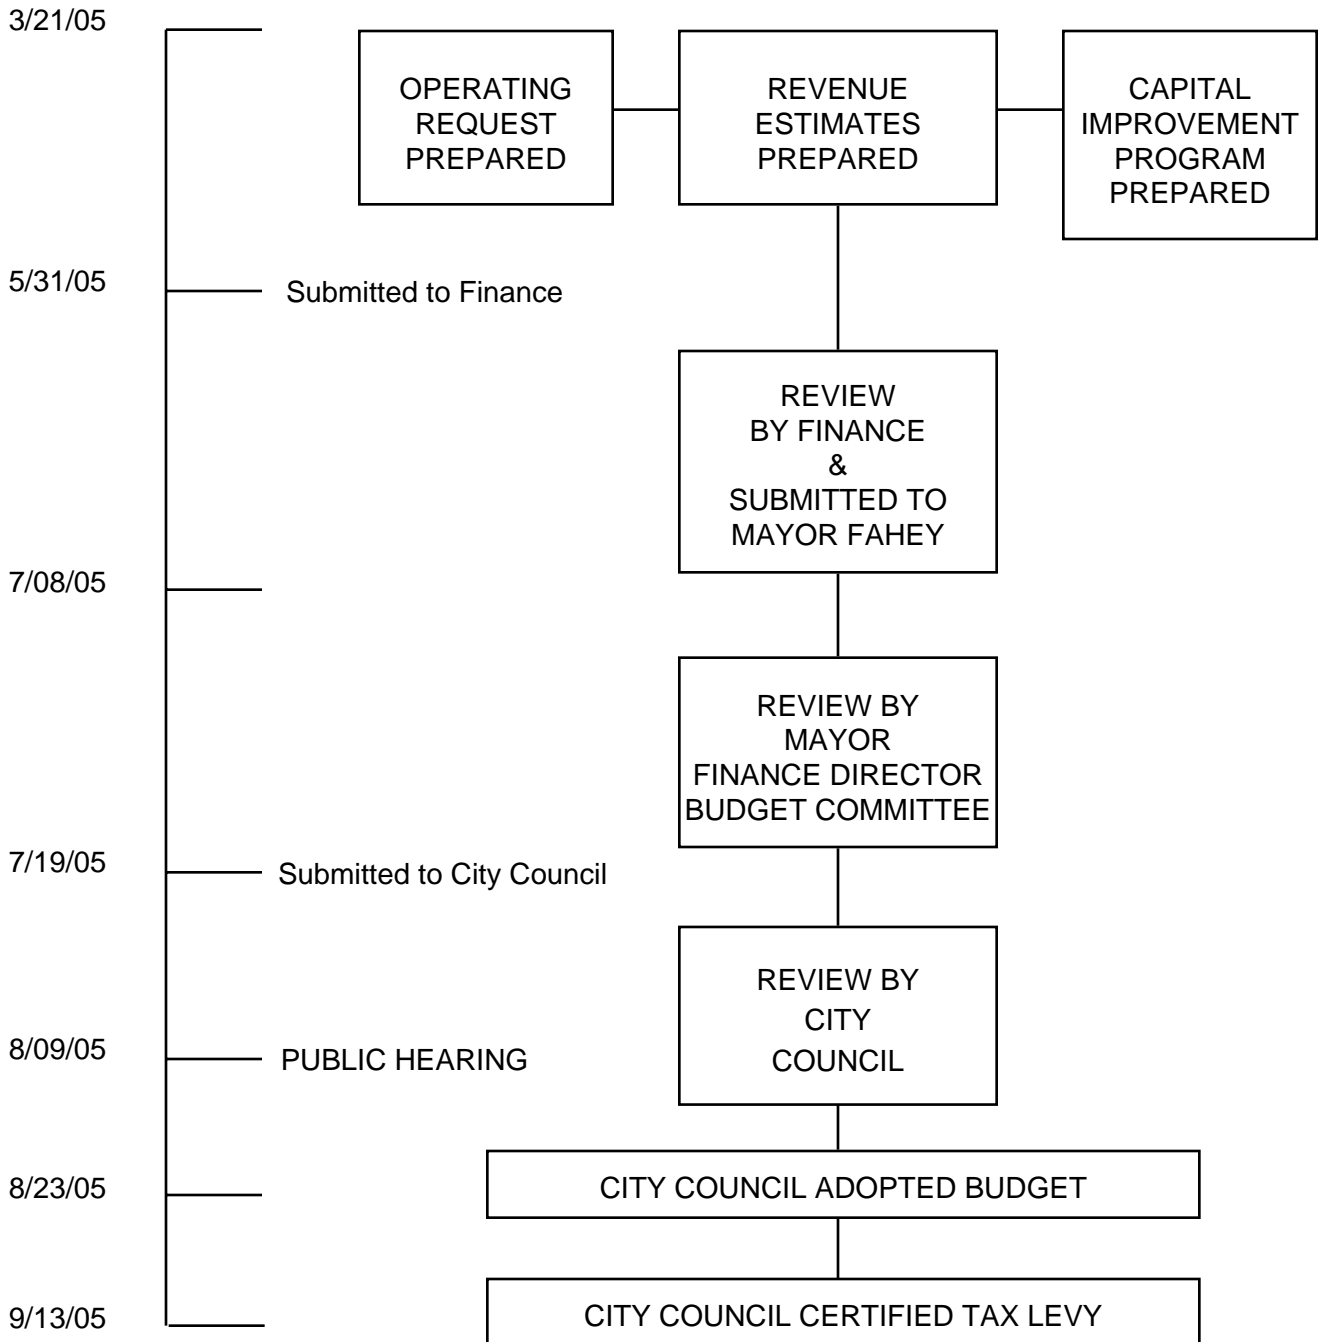 3/21/05
OPERATING
REQUEST
PREPARED
REVENUE
ESTIMATES
PREPARED
CAPITAL
IMPROVEMENT
PROGRAM
PREPARED
5/31/05
Submitted to Finance
REVIEW
BY FINANCE
&
SUBMITTED TO
MAYOR FAHEY
7/08/05
REVIEW BY
MAYOR
FINANCE DIRECTOR
BUDGET COMMITTEE
7/19/05
Submitted to City Council
REVIEW BY
CITY
COUNCIL
8/09/05
PUBLIC HEARING
8/23/05
CITY COUNCIL ADOPTED BUDGET
9/13/05
CITY COUNCIL CERTIFIED TAX LEVY